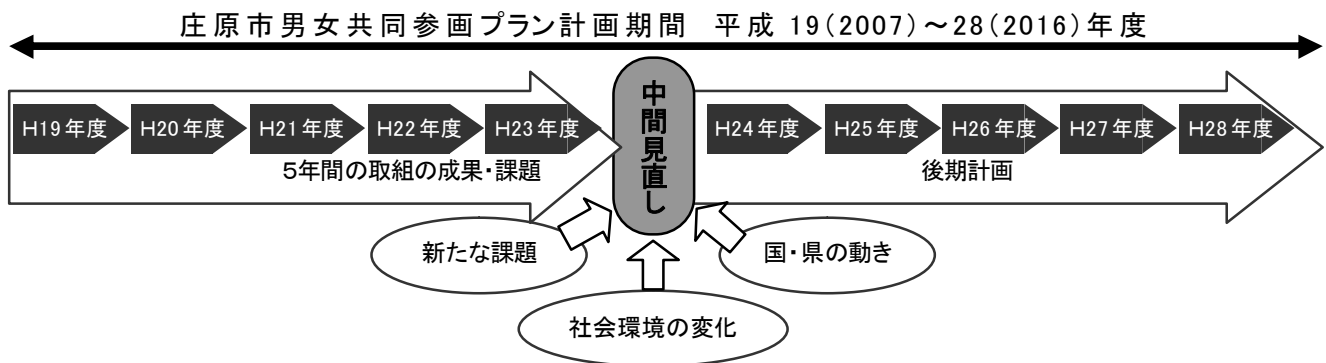 庄原市男女共同参画プラン計画期間　平成 19(2007)～28(2016)年度
H19年度
H20年度
H21年度
H22年度
H23年度
中間見直し
H24年度
H25年度
H26年度
H27年度
H28年度
5年間の取組の成果・課題
後期計画
新たな課題
国・県の動き
社会環境の変化